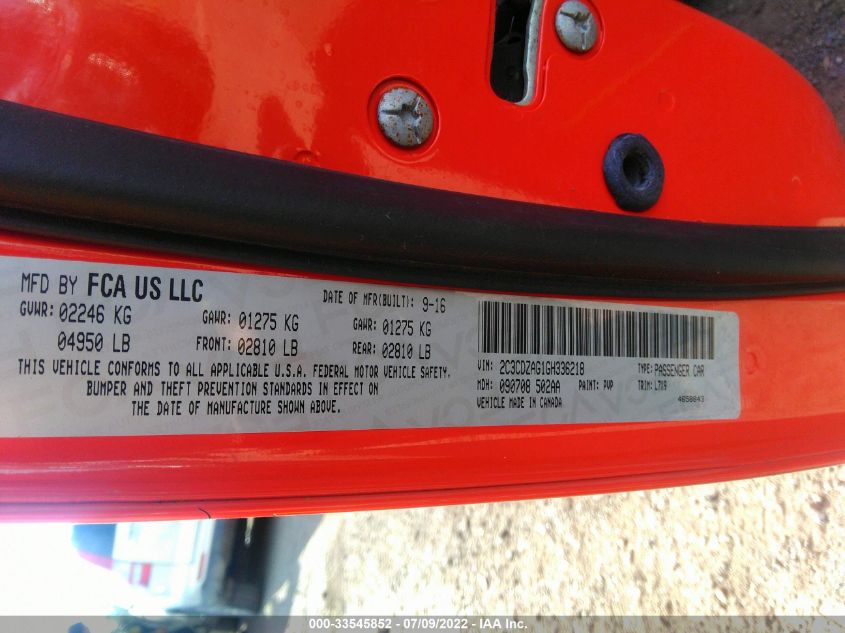 MFD BY FCA US LLC
DATE OF MFR(BUILT): 9-16
GVWR: 02246 KG GAWR: 01275 KG GAWR: 01275 KG
04950 LB FRONT: 02810 LB REAR: 02810 LB
THIS VEHICLE CONFORMS TO ALL APPLICABLE U.S.A. FEDERAL MOTOR VEHICLE SAFETY,
BUMPER AND THEFT PREVENTION STANDARDS IN EFFECT ON
THE DATE OF MANUFACTURE SHOWN ABOVE.
VIN: 2C3CDZAG1GH336218 TYPE: PASSENGER CAR
MDH: 090708 502AA PAINT: PVP TRIM: L7X9
VEHICLE MADE IN CANADA 4658643
000-33545852 - 07/09/2022 - IAA Inc.